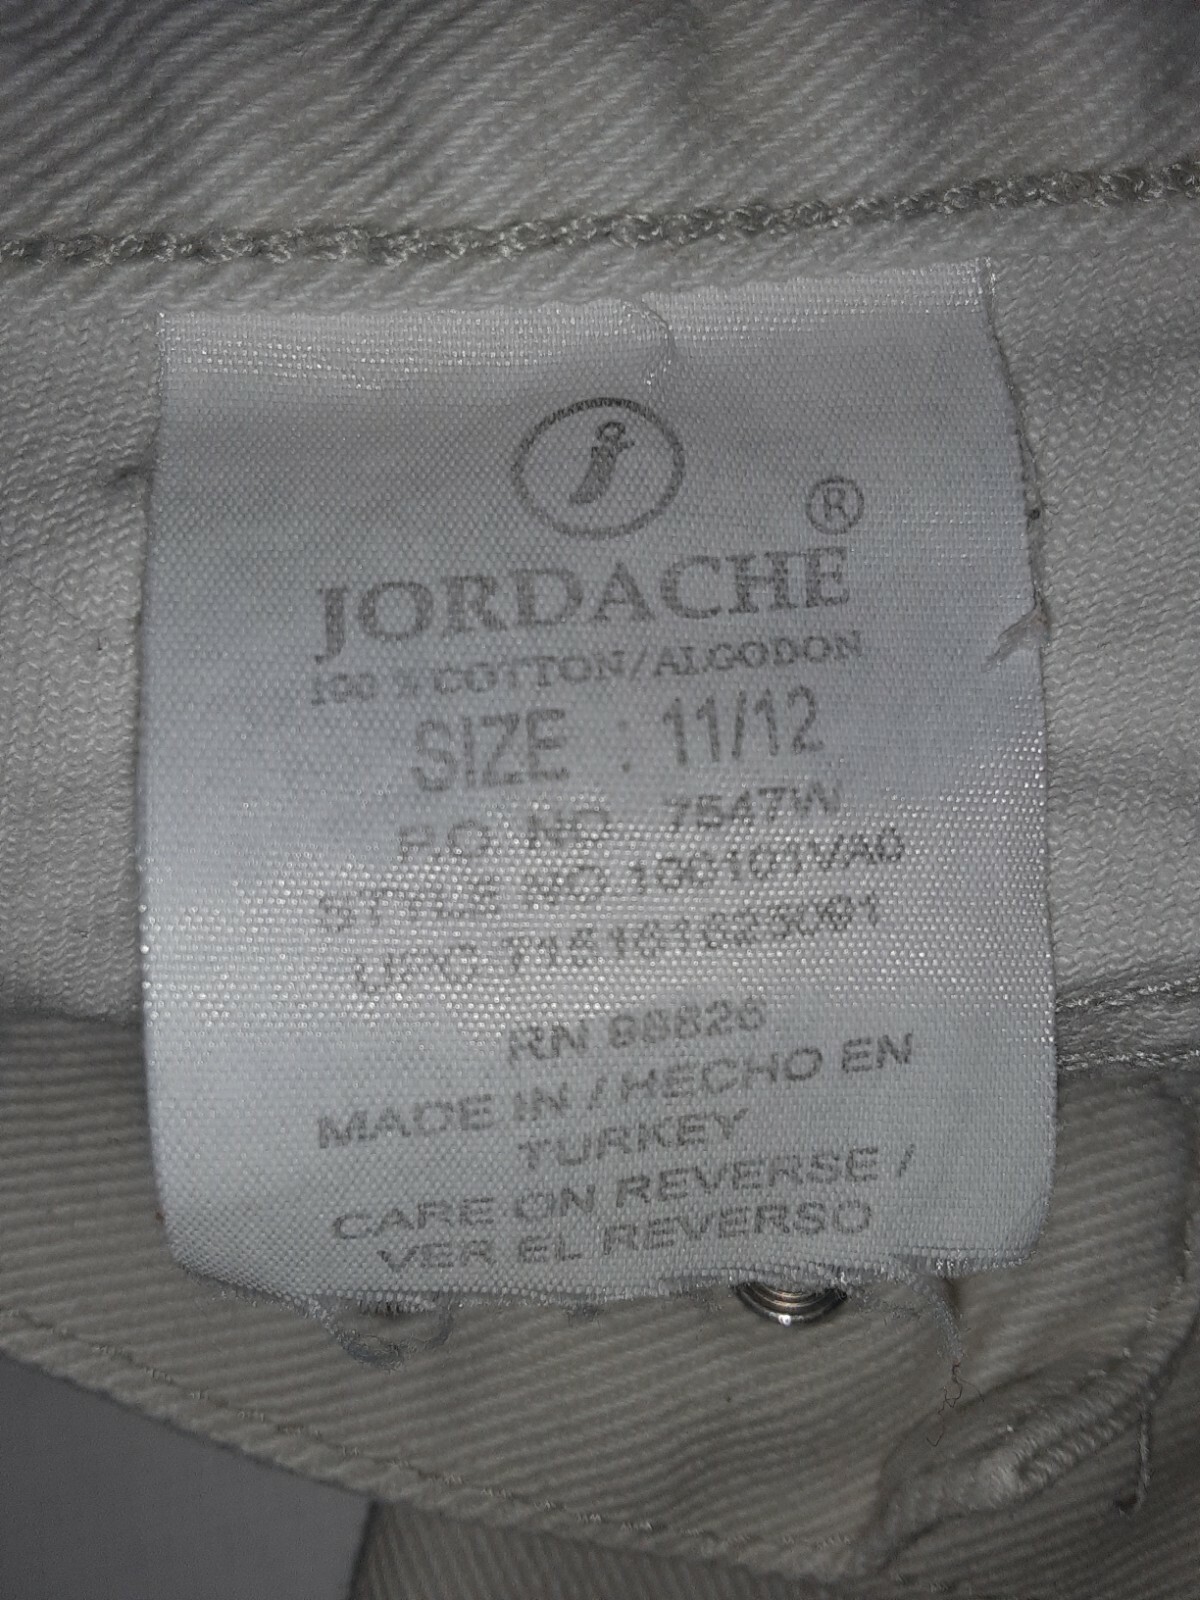 ®
JORDACHE
100 % COTTON/ALGODON
SIZE : 11/12
P.O NO. 7547W
STYLE NO
UPC
RN
MADE IN / HECHO EN
TURKEY
CARE ON REVERSE /
VER EL REVERSO